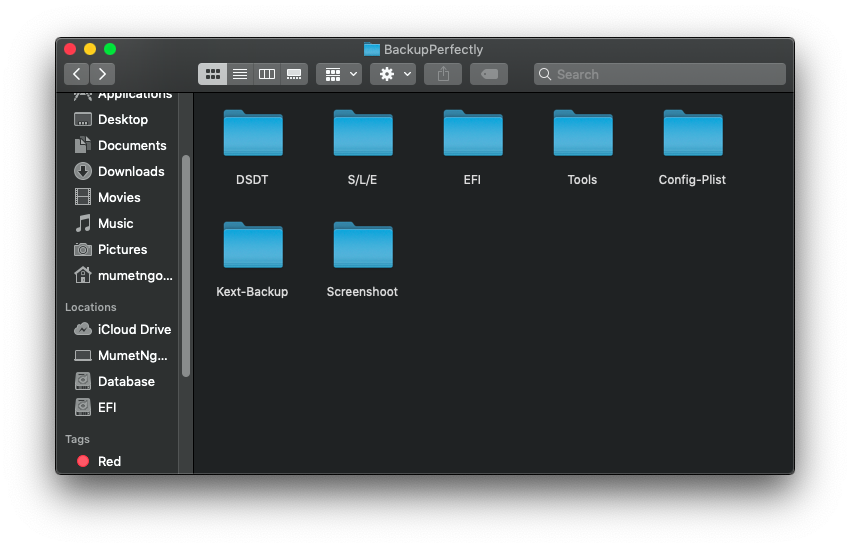 BackupPerfectly
Search
Applications
Desktop
Documents
Downloads
Movies
Music
Pictures
mumetngo...
Locations
iCloud Drive
MumetNg...
Database
EFI
Tags
Red
DSDT
S/L/E
EFI
Tools
Config-Plist
Kext-Backup
Screenshoot